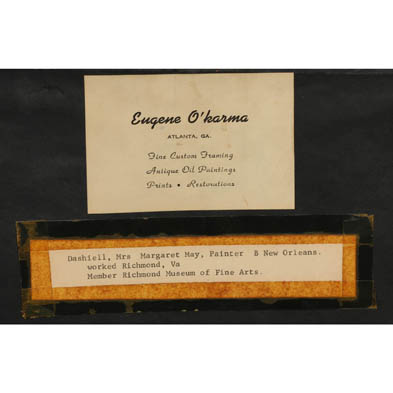 Eugene O'karma
ATLANTA, GA.
Fine Custom Framing
Antique Oil Paintings
Prints • Restorations
Dashiell, Mrs Margaret May, Painter B New Orleans.
worked Richmond, Va
Member Richmond Museum of Fine Arts.